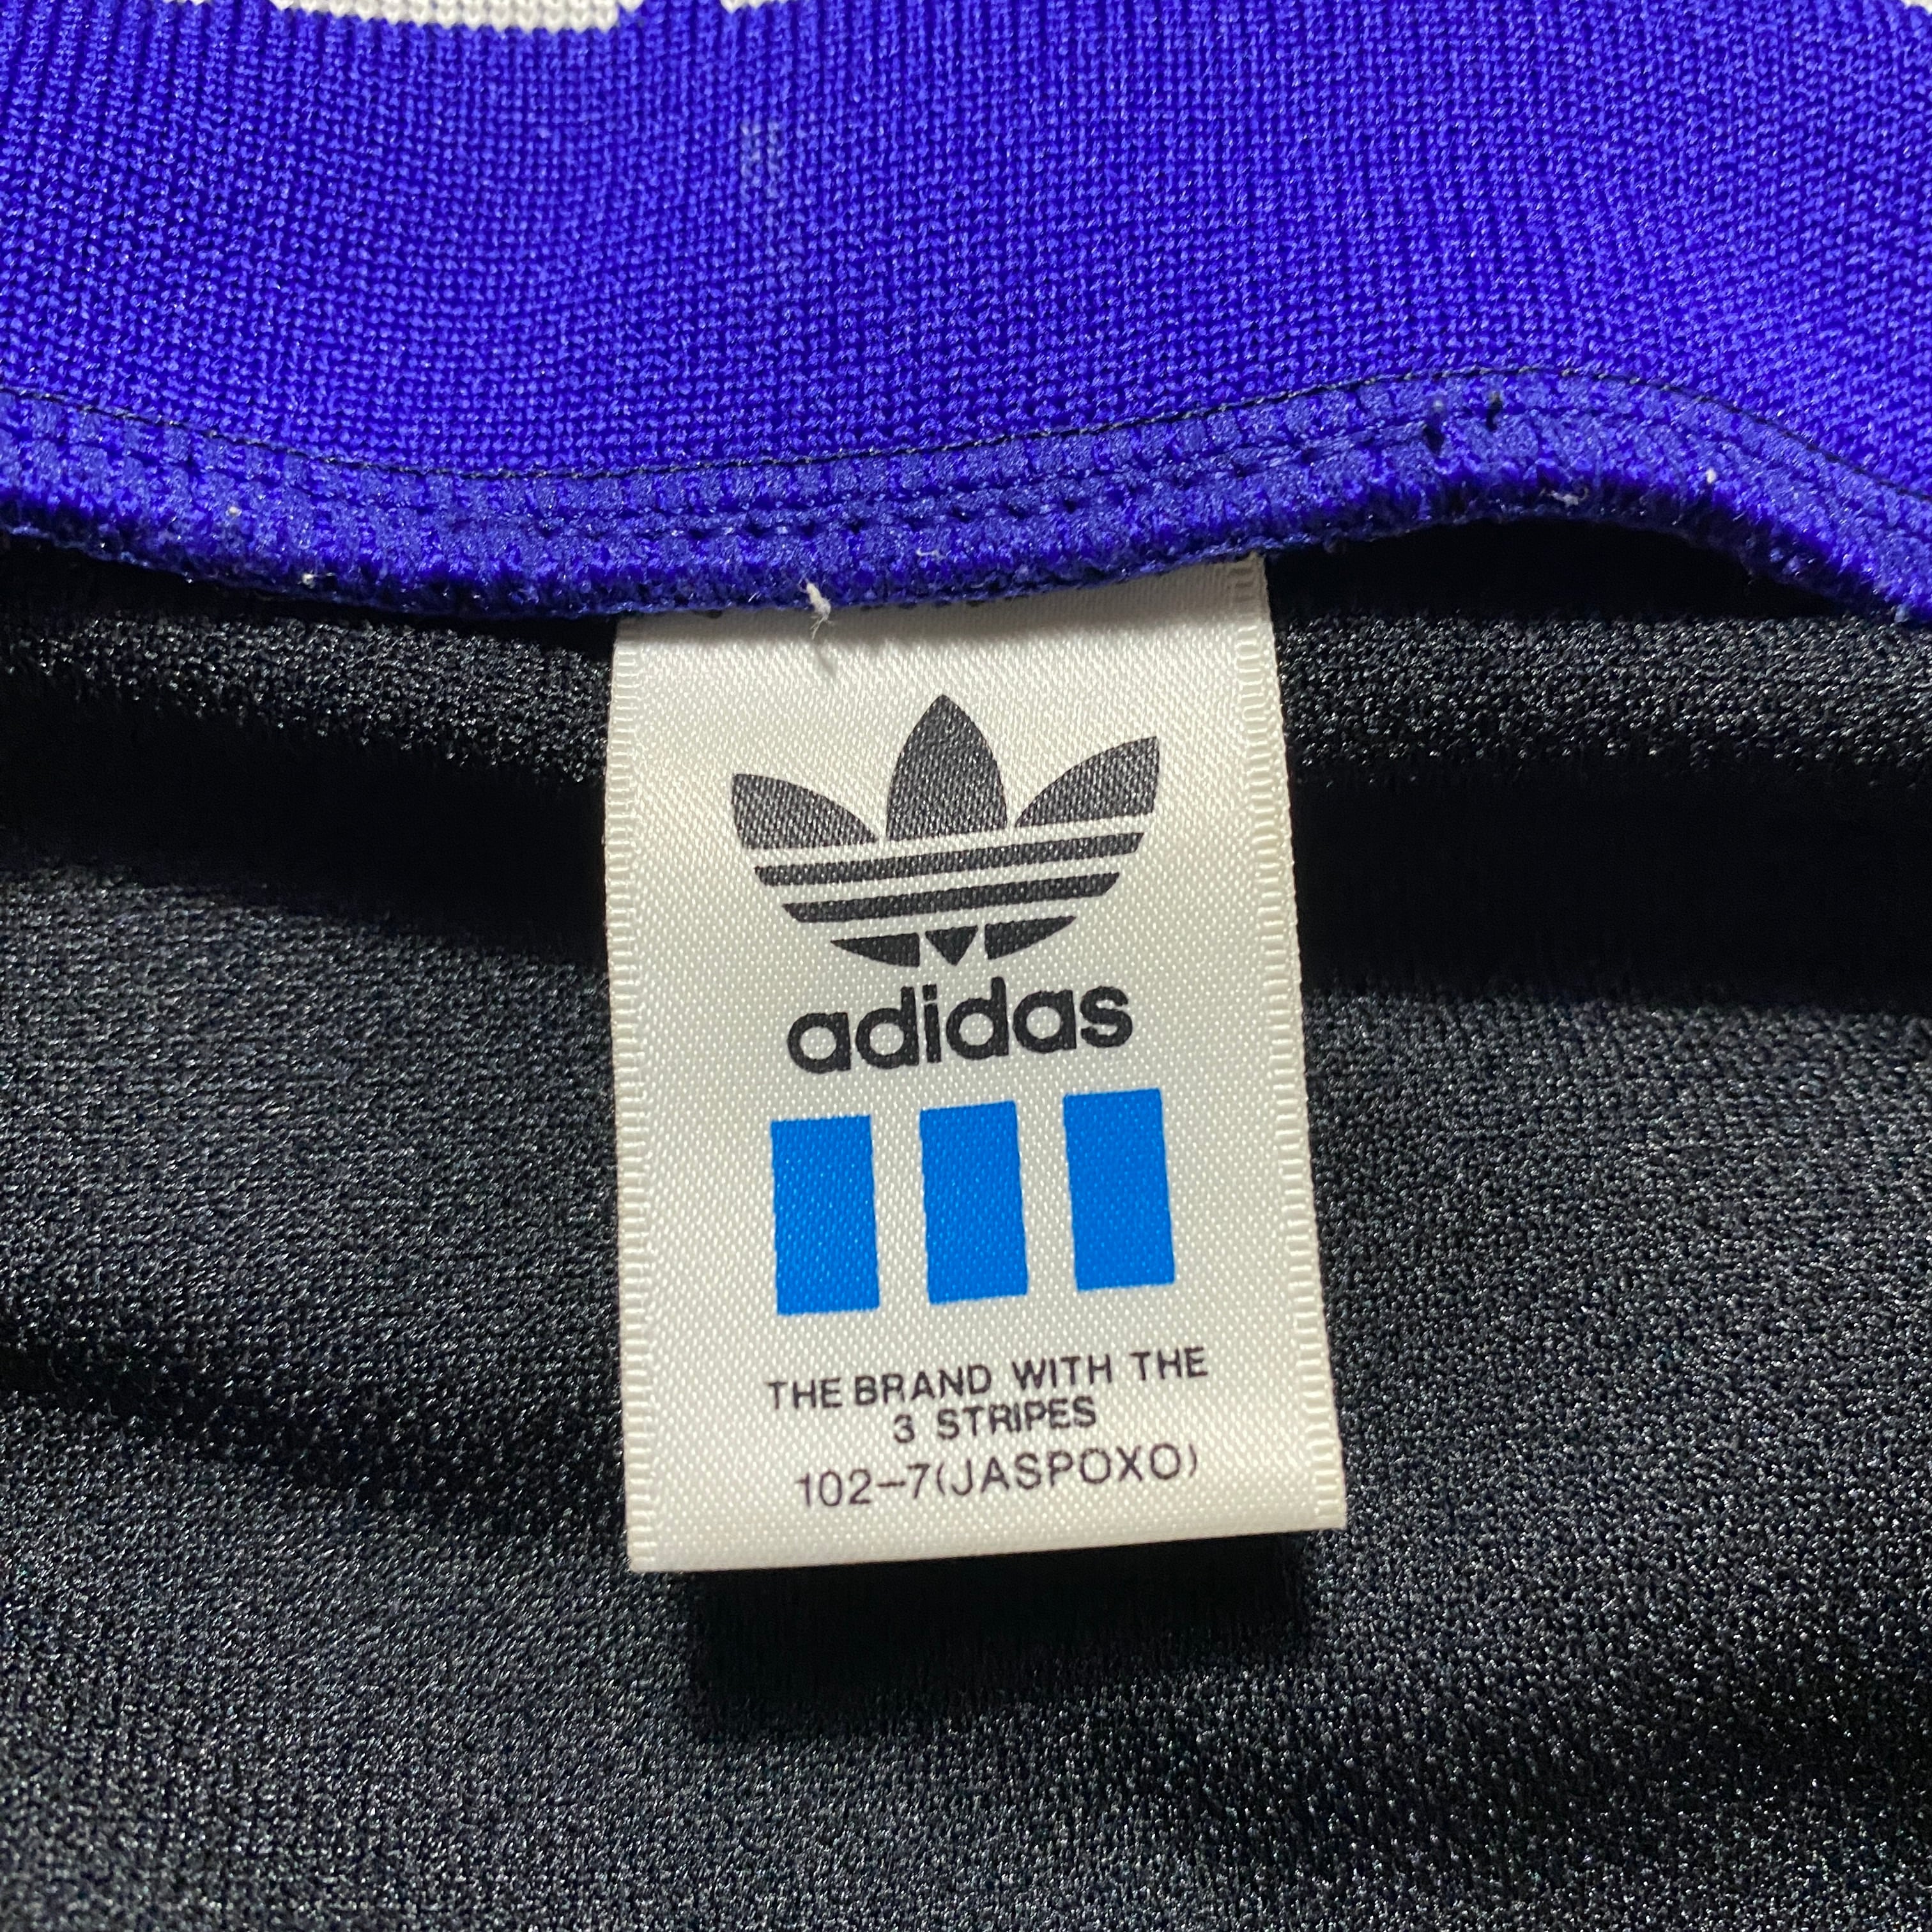 adidas
THE BRAND WITH THE
3 STRIPES
102-7(JASPOXO)